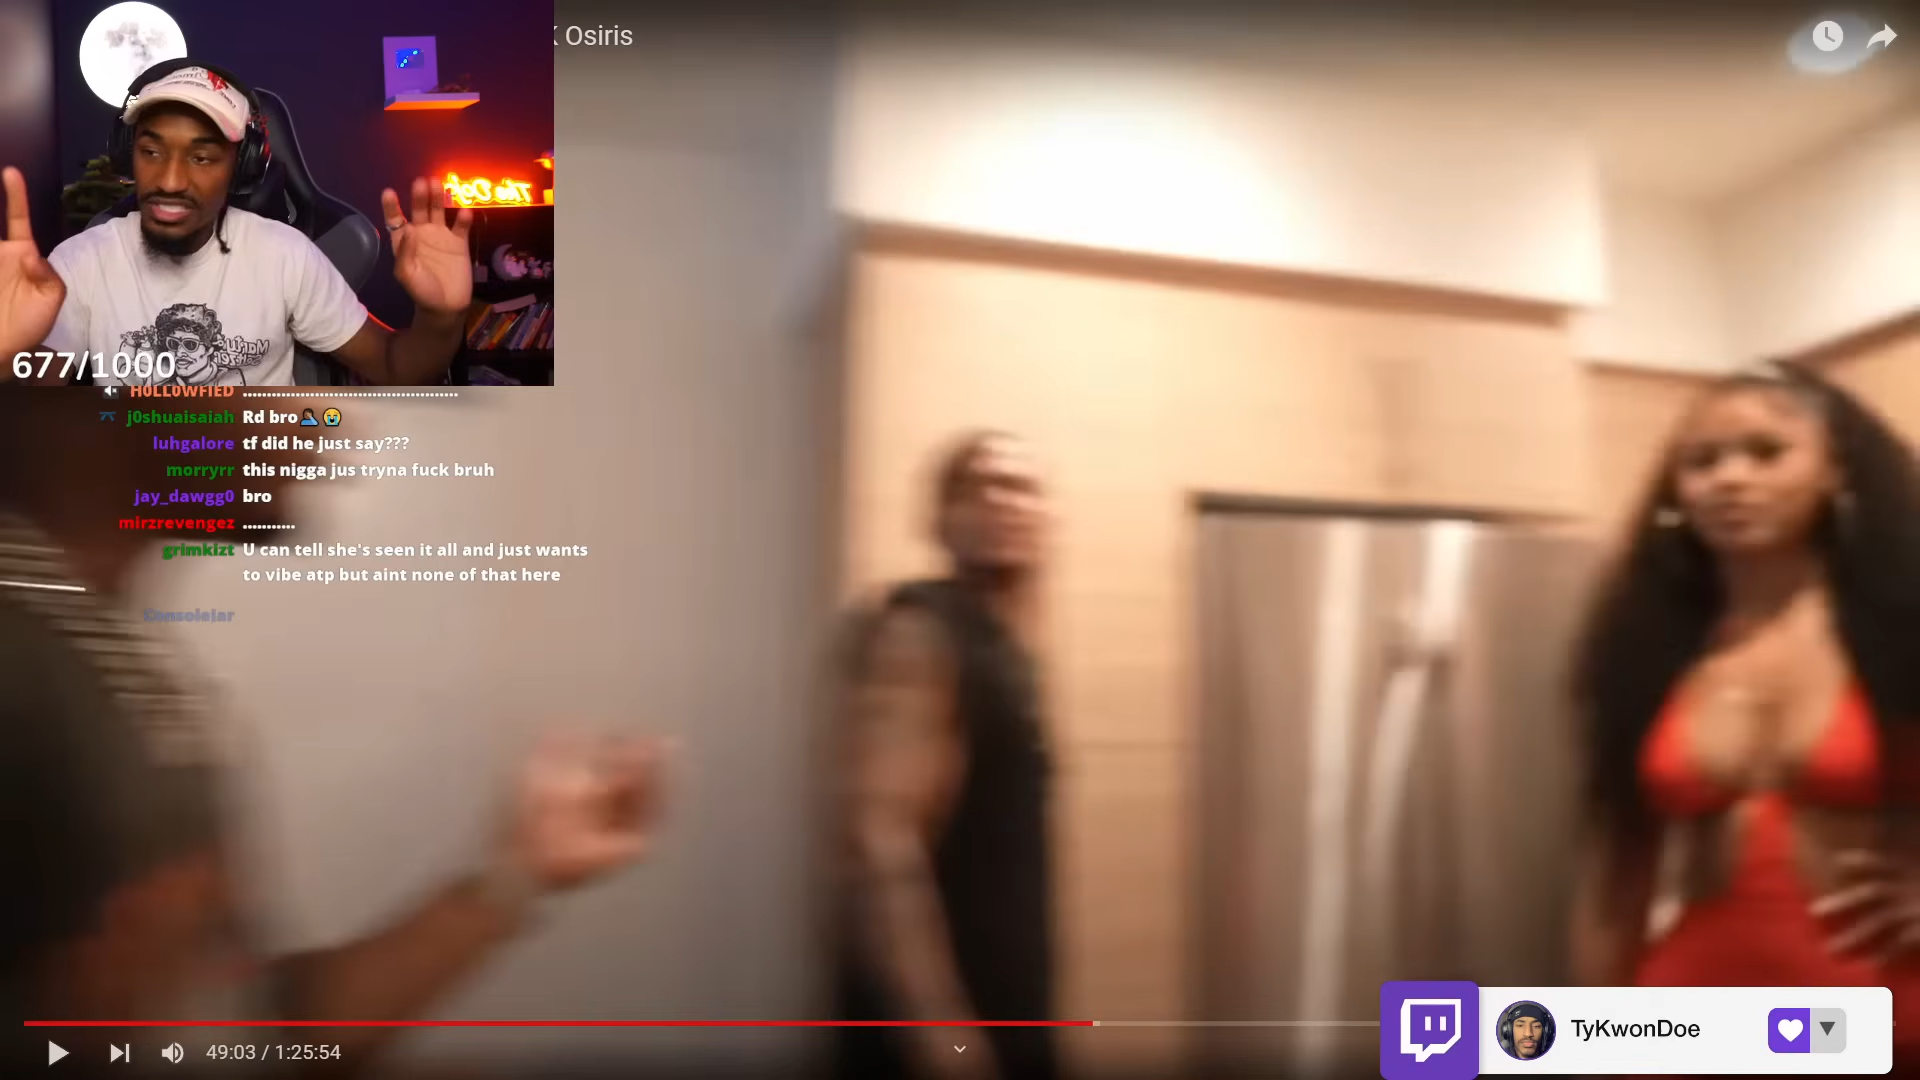 K Osiris
677/1000
H0LL0WFIED ............................................
j0shuaisaiah Rd bro🤦🏿‍♂️😭
luhgalore tf did he just say???
morryrr this nigga jus tryna fuck bruh
jay_dawgg0 bro
mirzrevengez ...........
grimkizt U can tell she's seen it all and just wants
to vibe atp but aint none of that here
Consolejar
49:03 / 1:25:54
TyKwonDoe